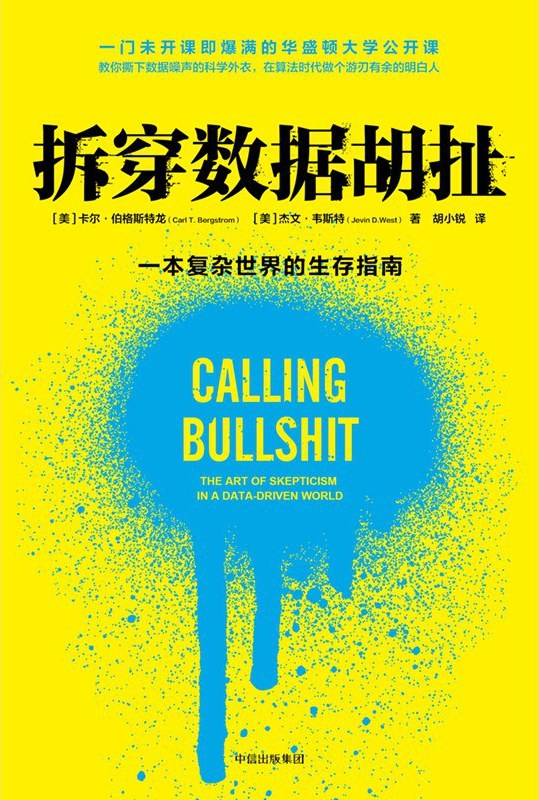 一门未开课即爆满的华盛顿大学公开课
教你撕下数据噪声的科学外衣，在算法时代做个游刃有余的明白人
拆穿数据胡扯
［美］卡尔·伯格斯特龙（Carl T. Bergstrom） ［美］杰文·韦斯特（Jevin D.West） 著 胡小锐 译
一本复杂世界的生存指南
CALLING
BULLSHIT
THE ART OF SKEPTICISM
IN A DATA-DRIVEN WORLD
中信出版集团